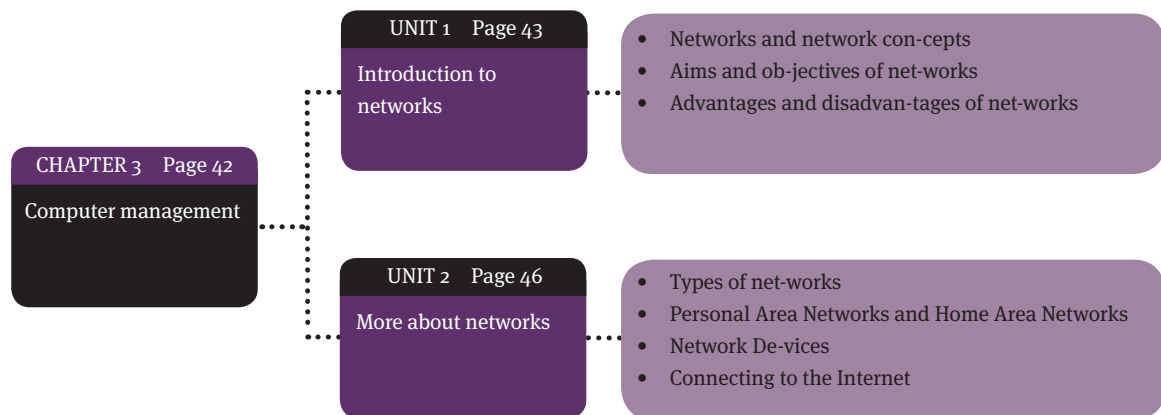 CHAPTER 3 Page 42
Computer management
UNIT 1 Page 43
Introduction to
networks
• Networks and network con-cepts
• Aims and ob-jectives of net-works
• Advantages and disadvan-tages of net-works
UNIT 2 Page 46
More about networks
• Types of net-works
• Personal Area Networks and Home Area Networks
• Network De-vices
• Connecting to the Internet